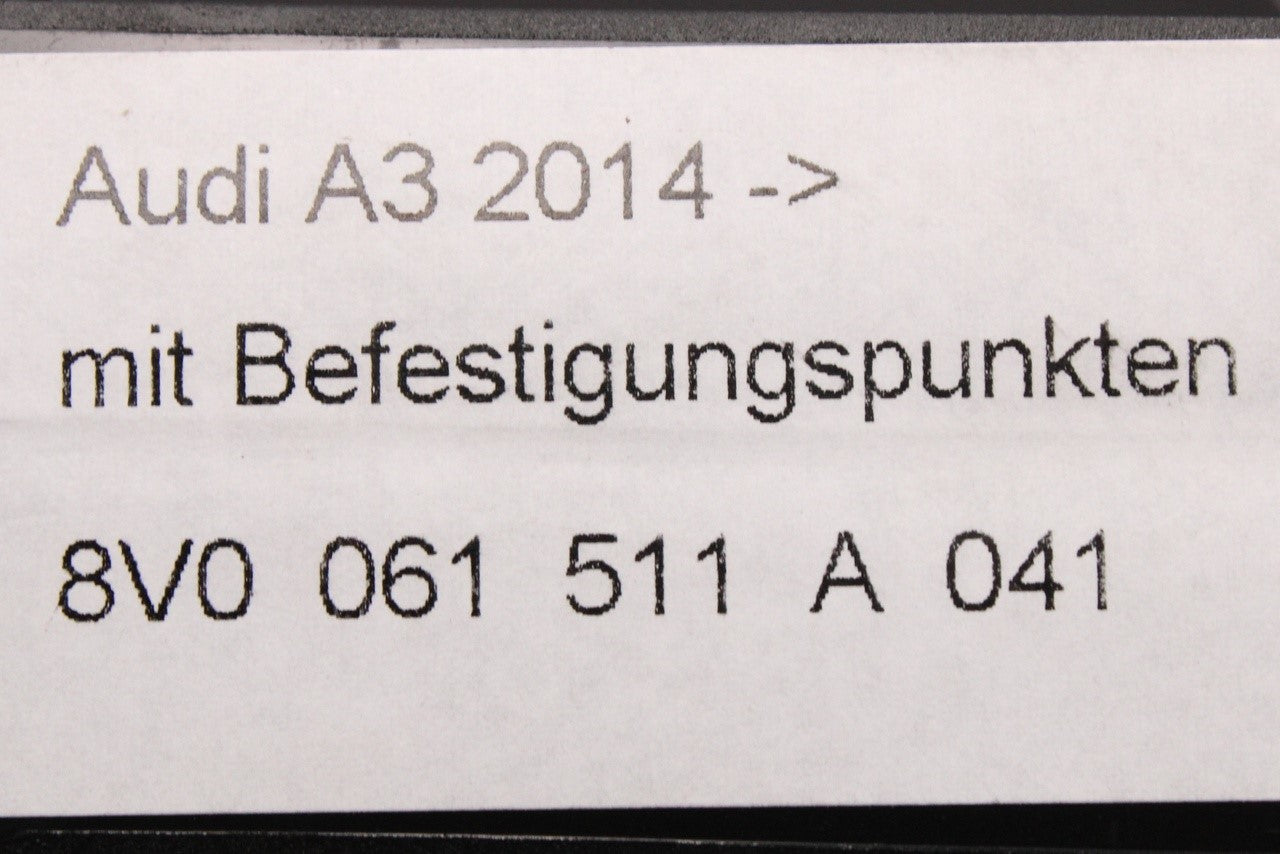 Audi A3 2014 ->
mit Befestigungspunkten
8V0 061 511 A 041